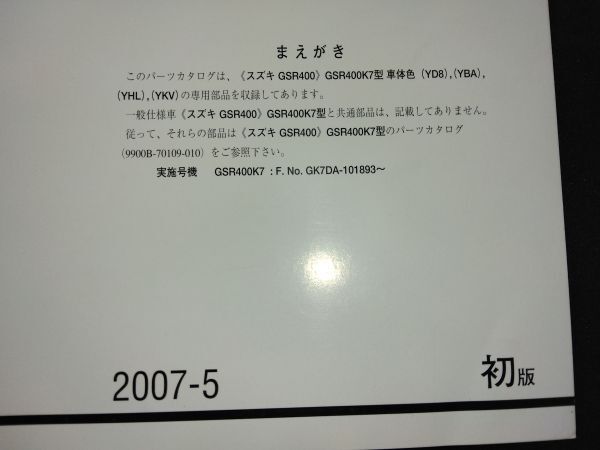 まえがき
このパーツカタログは、《スズキ GSR400》GSR400K7型 車体色 (YD8), (YBA),
(YHL), (YKV)の専用部品を収録してあります。
一般仕様車《スズキ GSR400》GSR400K7型と共通部品は、記載してありません。
従って、それらの部品は《スズキ GSR400》GSR400K7型のパーツカタログ
(9900B-70109-010) をご参照下さい。
実施号機 GSR400K7 : F. No. GK7DA-101893～
2007-5
初版